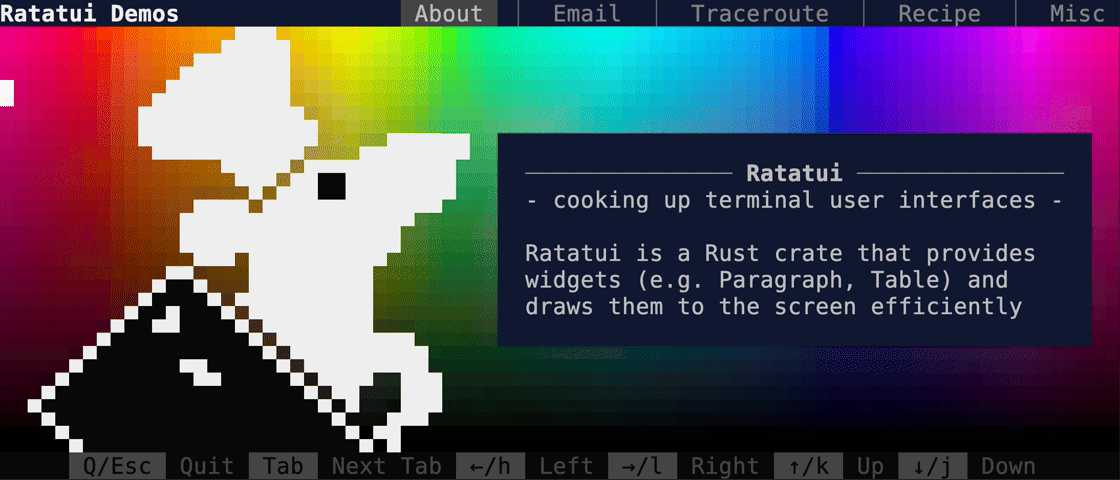 Ratatui Demos About Email Traceroute Recipe Misc
Ratatui
- cooking up terminal user interfaces -
Ratatui is a Rust crate that provides
widgets (e.g. Paragraph, Table) and
draws them to the screen efficiently
Q/Esc Quit Tab Next Tab ←/h Left →/l Right ↑/k Up ↓/j Down